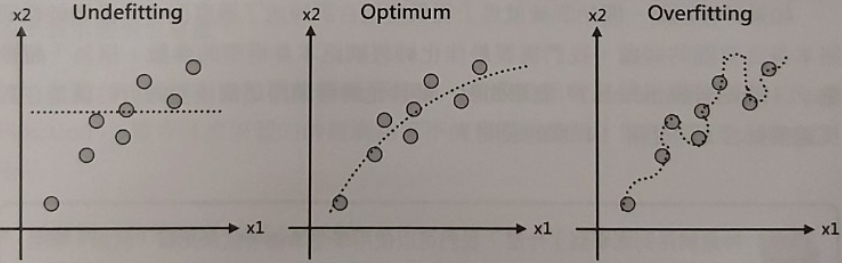 Undefitting
Optimum
Overfitting
x2
x2
x2
x1
x1
x1